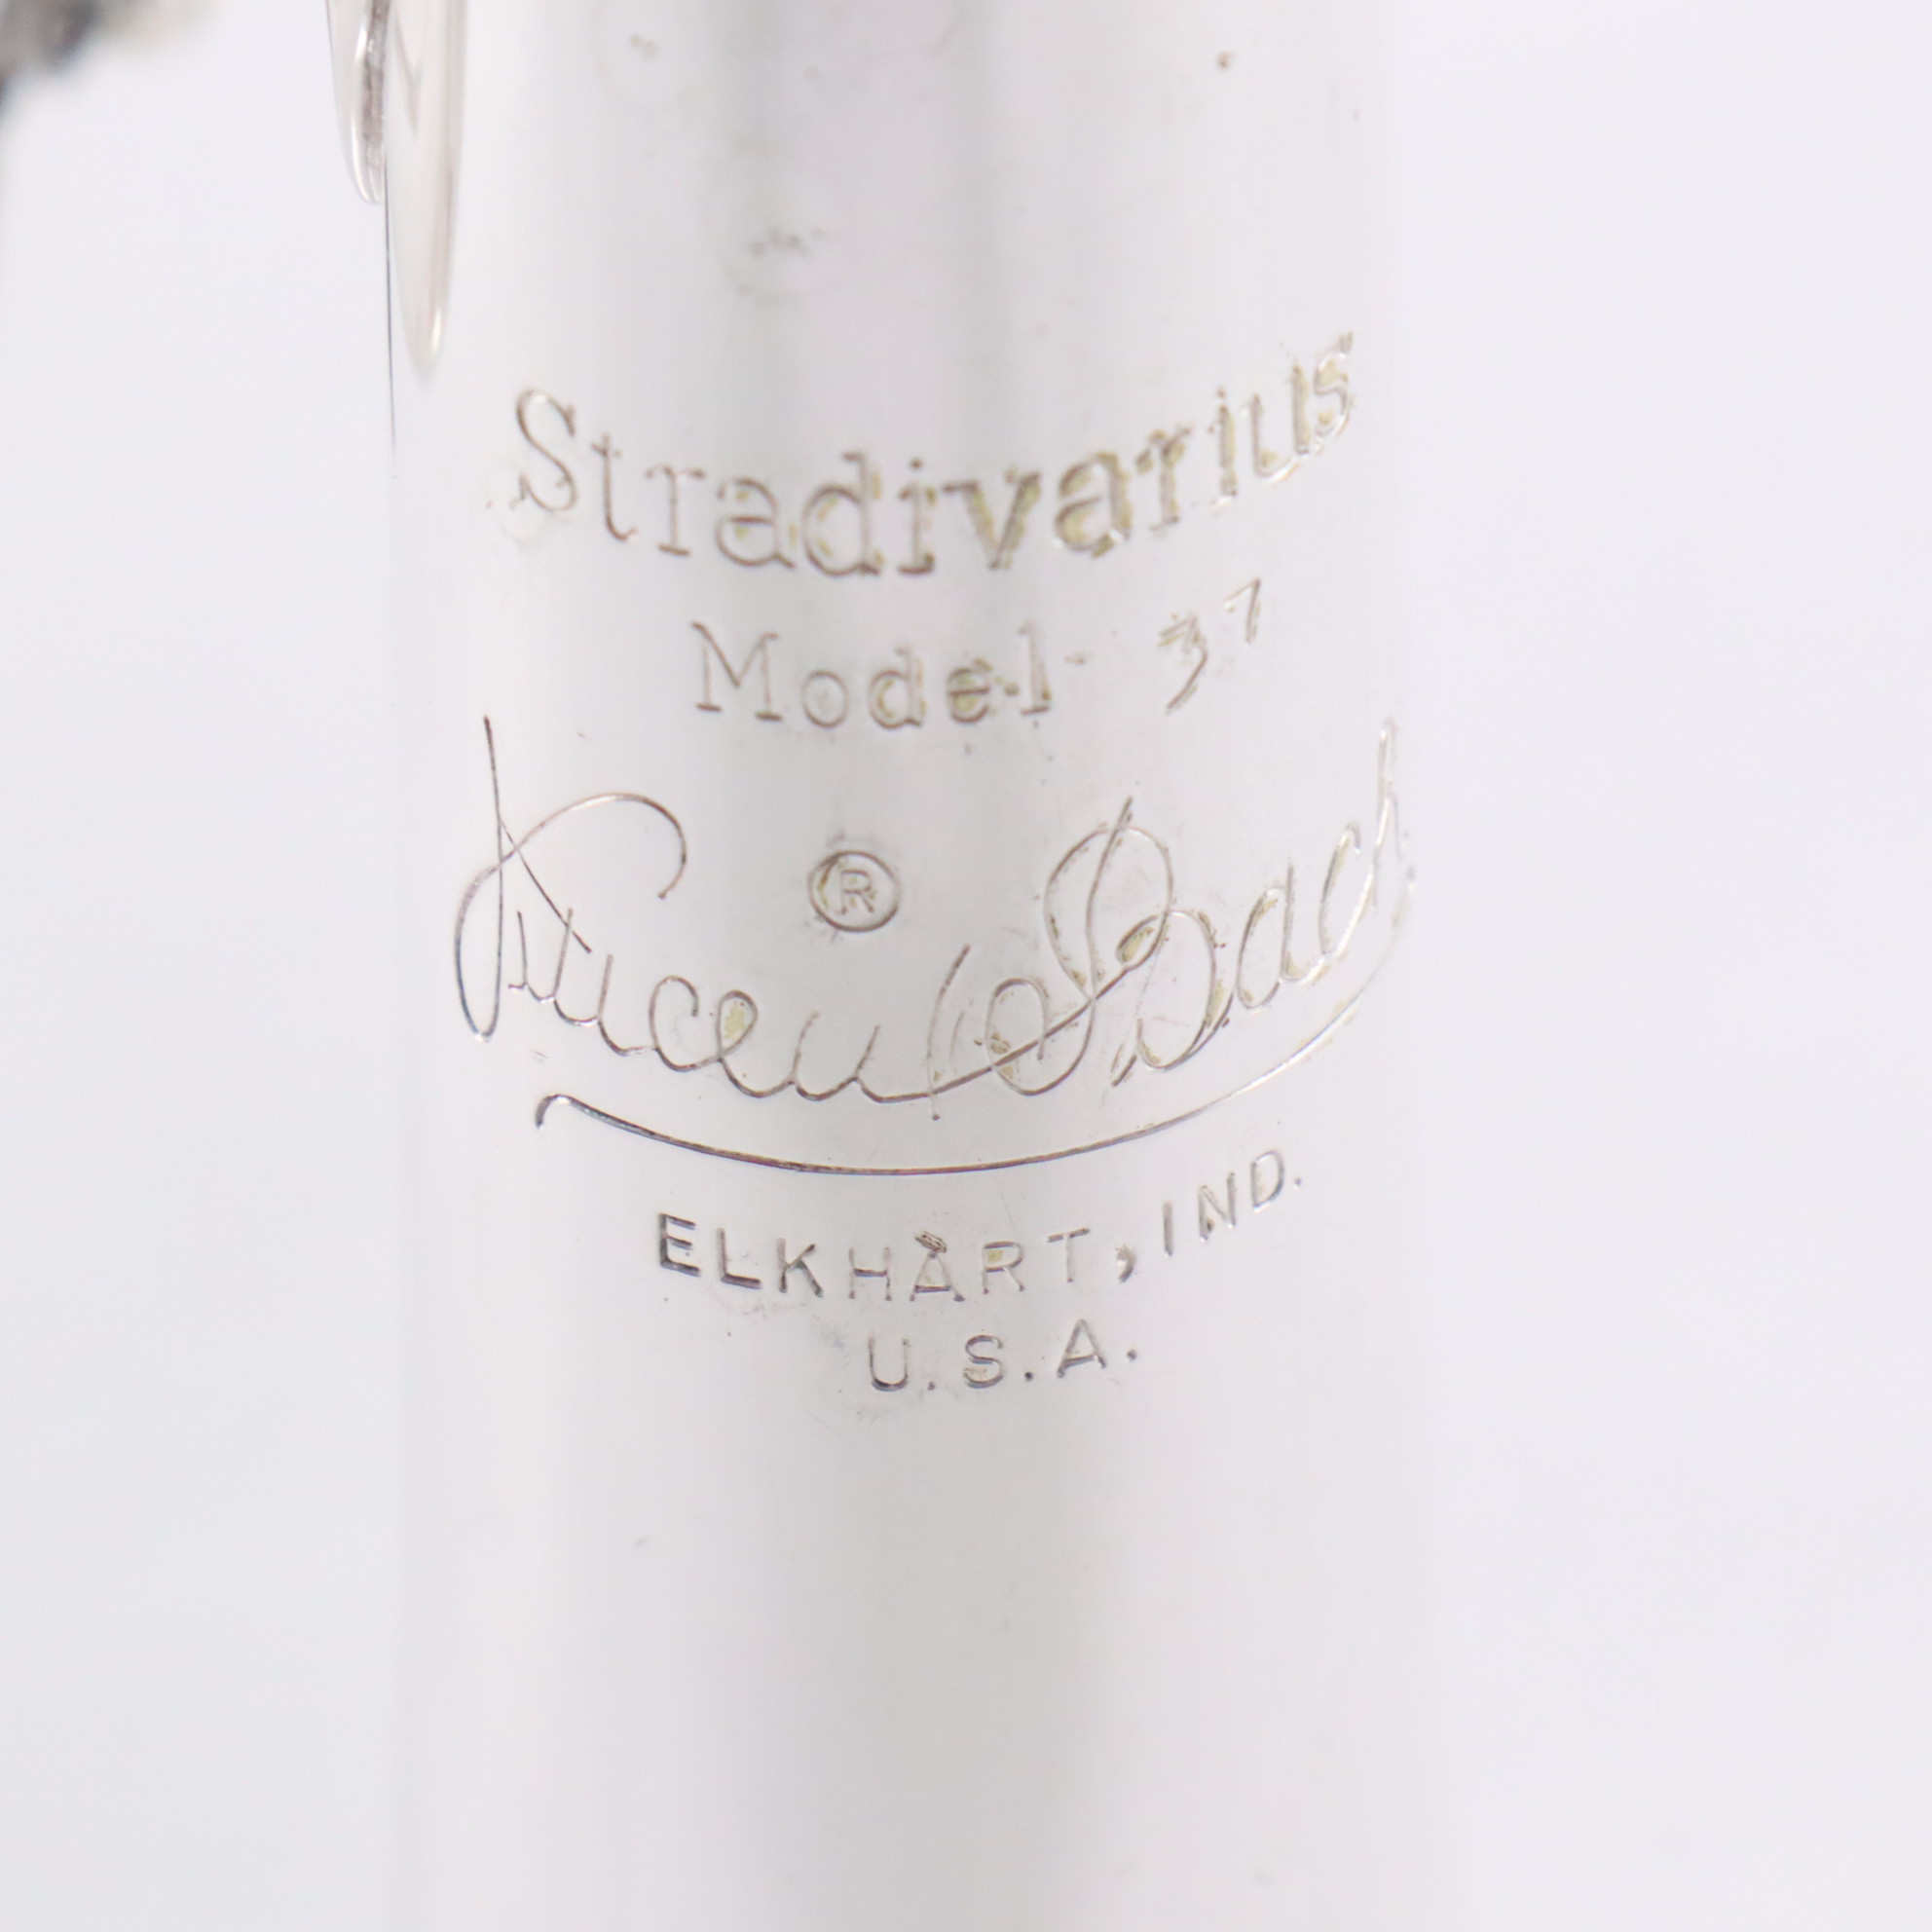 Stradivarius
Model 37
®
Vincent Bach
ELKHART, IND.
U.S.A.